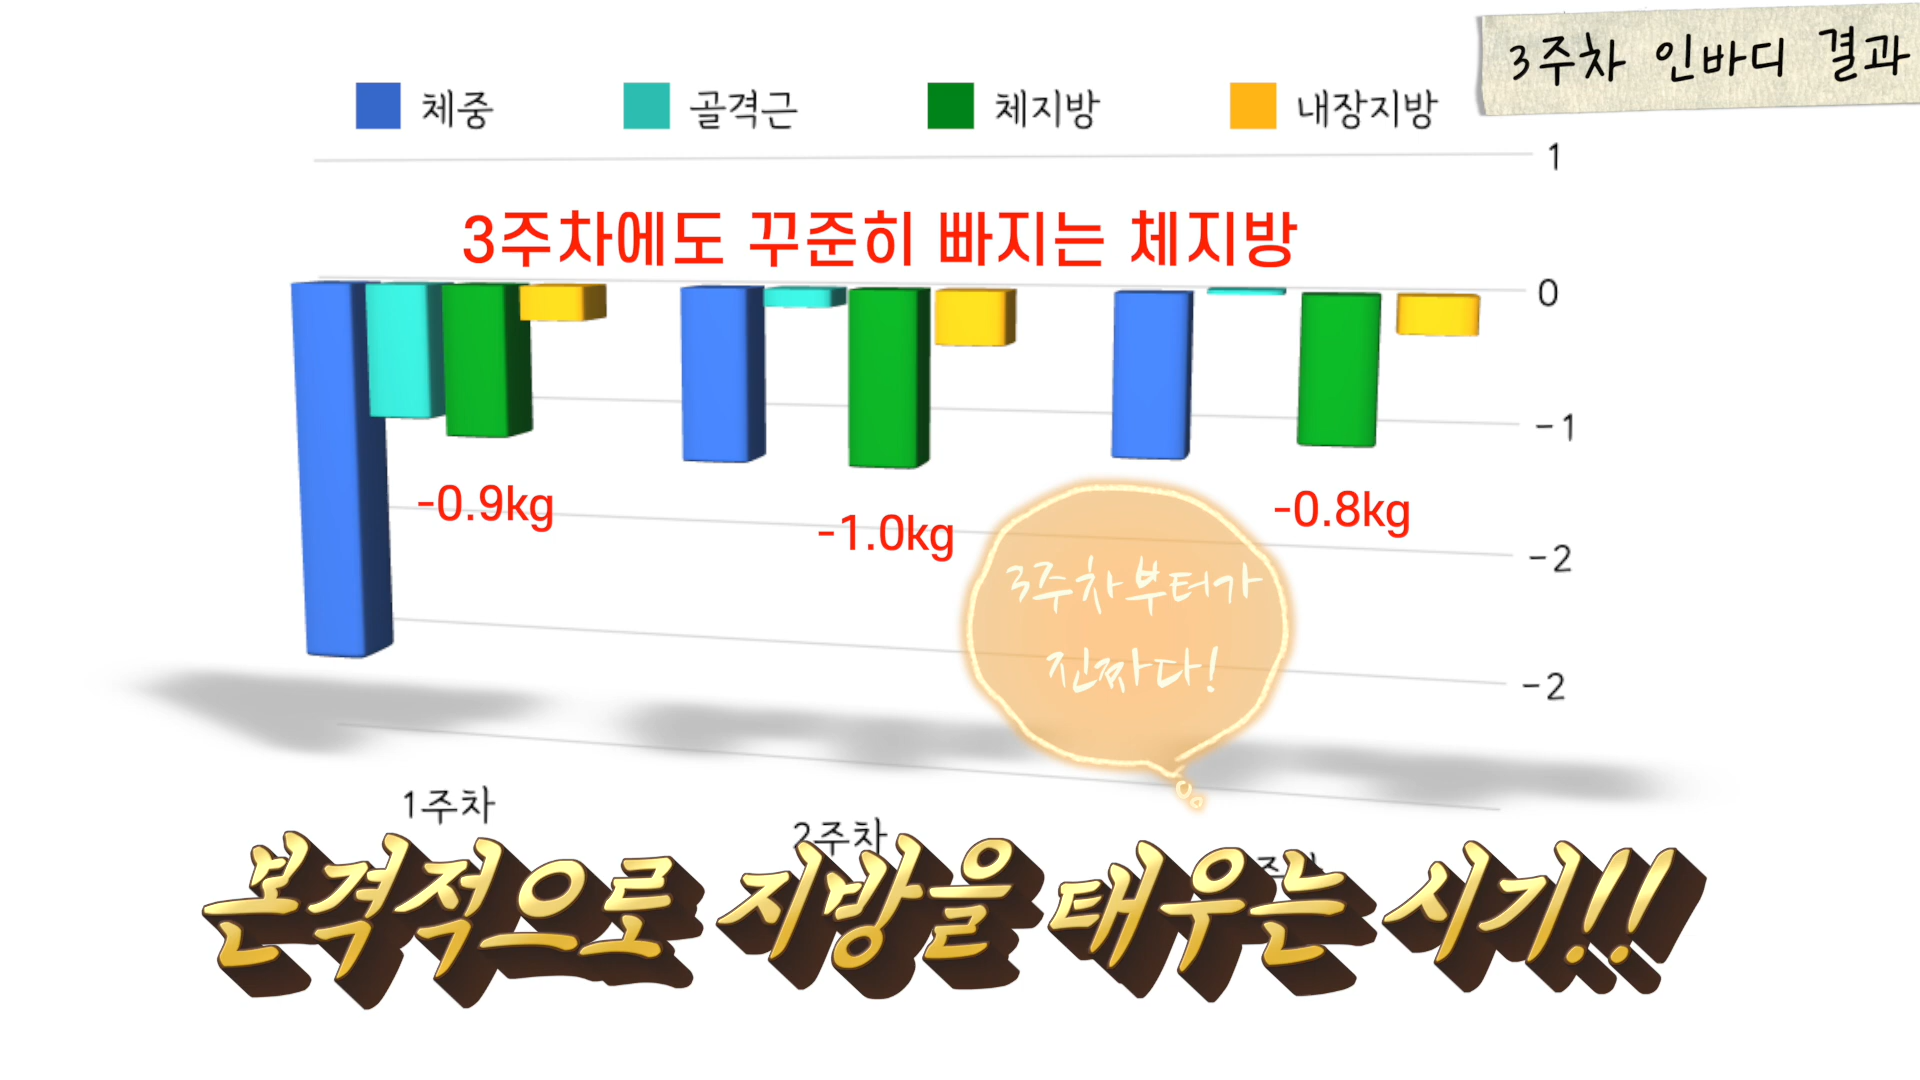 3주차 인바디 결과
체중 골격근 체지방 내장지방
1
3주차에도 꾸준히 빠지는 체지방
0
-1
-0.9kg -1.0kg -0.8kg
-2
3주차부터가
진짜다!
-2
1주차
2주차
본격적으로 지방을 태우는 시기!!